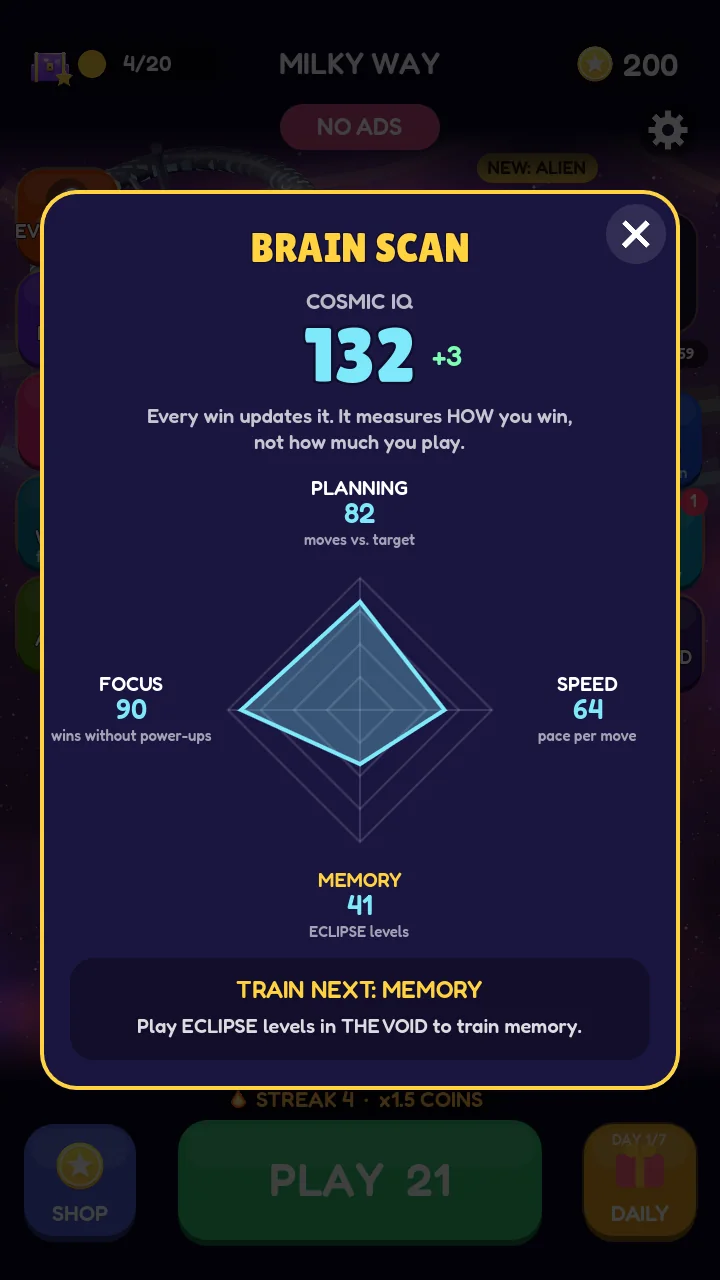 4/20
MILKY WAY
200
NO ADS
NEW: ALIEN
EV
BRAIN SCAN
COSMIC IQ
132 +3
59
Every win updates it. It measures HOW you win,
not how much you play.
PLANNING
82
moves vs. target
1
FOCUS
90
wins without power-ups
SPEED
64
pace per move
D
MEMORY
41
ECLIPSE levels
TRAIN NEXT: MEMORY
Play ECLIPSE levels in THE VOID to train memory.
STREAK 4 · x1.5 COINS
SHOP
PLAY 21
DAY 1/7
DAILY